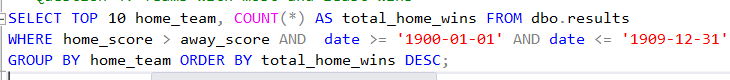 SELECT TOP 10 home_team, COUNT(*) AS total_home_wins FROM dbo.results
WHERE home_score > away_score AND  date >= '1900-01-01' AND date <= '1909-12-31'
GROUP BY home_team ORDER BY total_home_wins DESC;